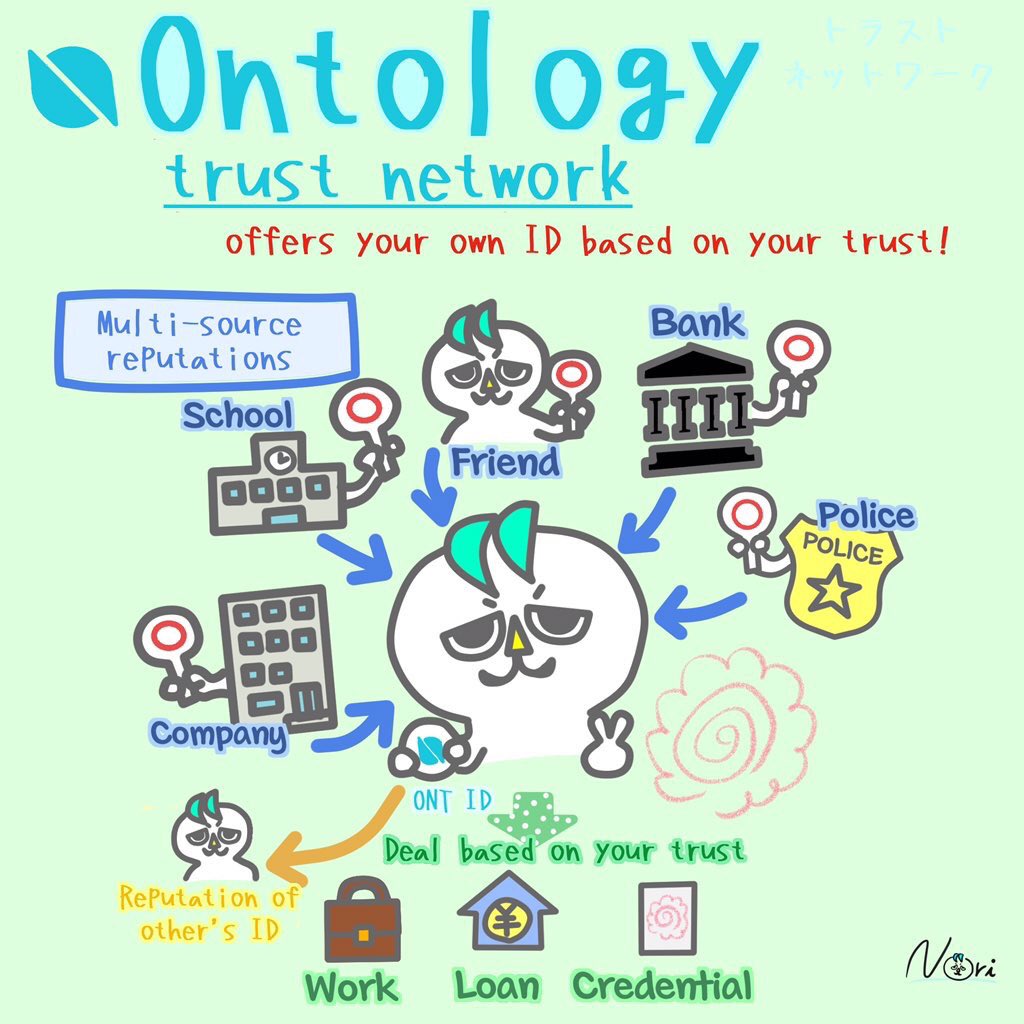 Ontology
トラスト
ネットワーク
trust network
offers your own ID based on your trust!
Multi-source
reputations
School
Friend
Bank
Police
POLICE
Company
ONT ID
Deal based on your trust
Reputation of
other's ID
Work
Loan
Credential
Nori